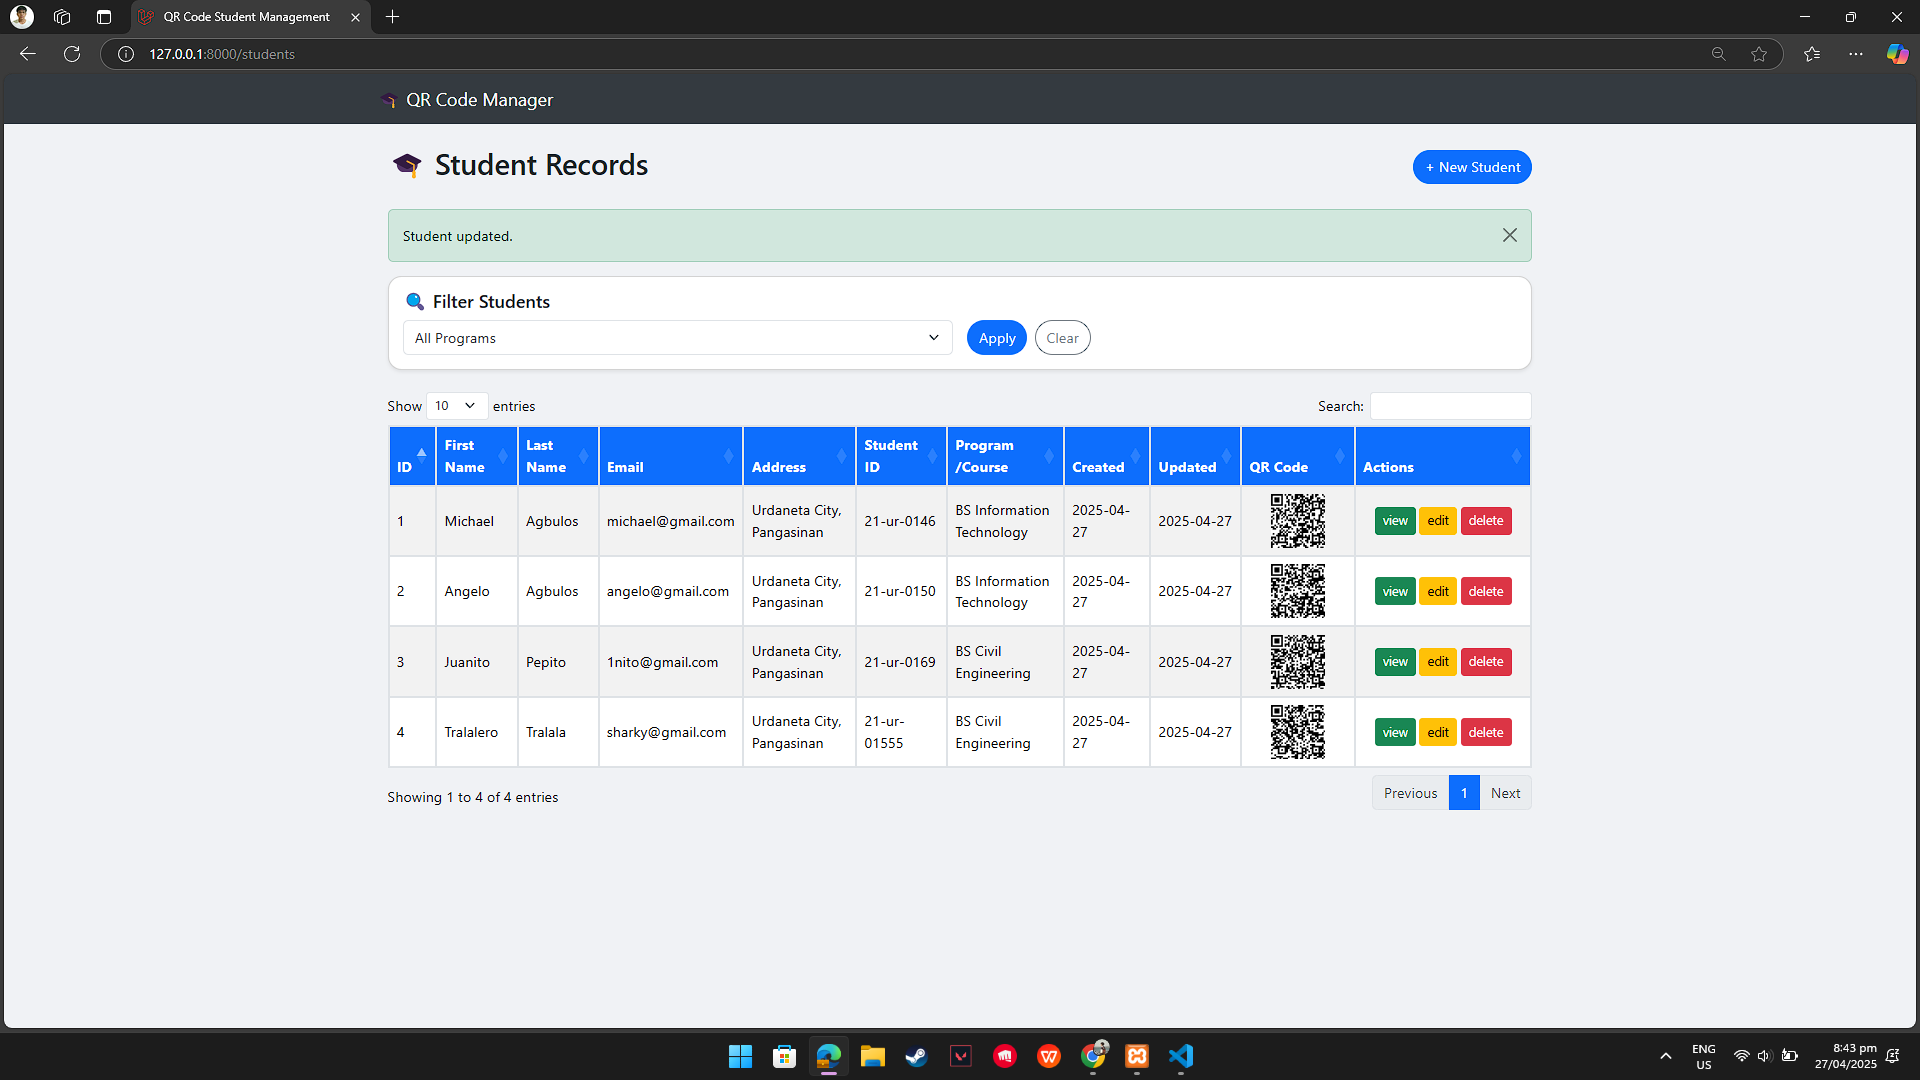 QR Code Student Management
127.0.0.1:8000/students
QR Code Manager
Student Records
+ New Student
Student updated.
Filter Students
All Programs
Apply
Clear
Show 10 entries
Search:
ID First Name Last Name Email Address Student ID Program /Course Created Updated QR Code Actions
1 Michael Agbulos michael@gmail.com Urdaneta City, Pangasinan 21-ur-0146 BS Information Technology 2025-04-27 2025-04-27 view edit delete
2 Angelo Agbulos angelo@gmail.com Urdaneta City, Pangasinan 21-ur-0150 BS Information Technology 2025-04-27 2025-04-27 view edit delete
3 Juanito Pepito 1nito@gmail.com Urdaneta City, Pangasinan 21-ur-0169 BS Civil Engineering 2025-04-27 2025-04-27 view edit delete
4 Tralalero Tralala sharky@gmail.com Urdaneta City, Pangasinan 21-ur-01555 BS Civil Engineering 2025-04-27 2025-04-27 view edit delete
Showing 1 to 4 of 4 entries
Previous 1 Next
ENG
US
8:43 pm
27/04/2025